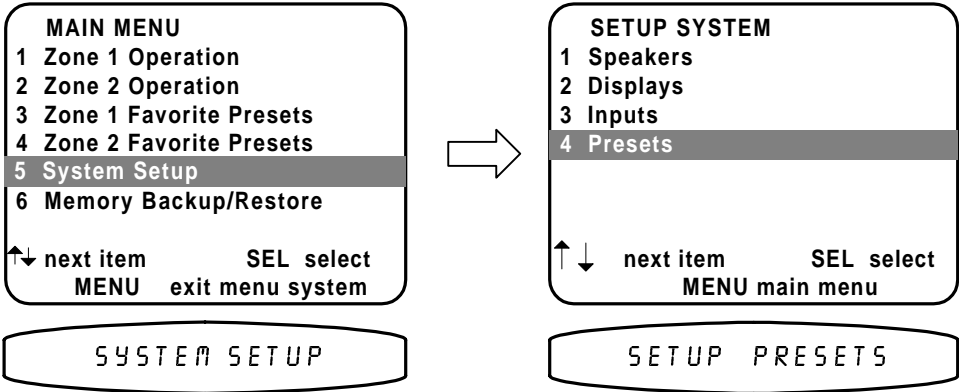 MAIN MENU
1 Zone 1 Operation
2 Zone 2 Operation
3 Zone 1 Favorite Presets
4 Zone 2 Favorite Presets
5 System Setup
6 Memory Backup/Restore
↑↓ next item SEL select
MENU exit menu system
SYSTEM SETUP
SETUP SYSTEM
1 Speakers
2 Displays
3 Inputs
4 Presets
↑ ↓ next item SEL select
MENU main menu
SETUP PRESETS